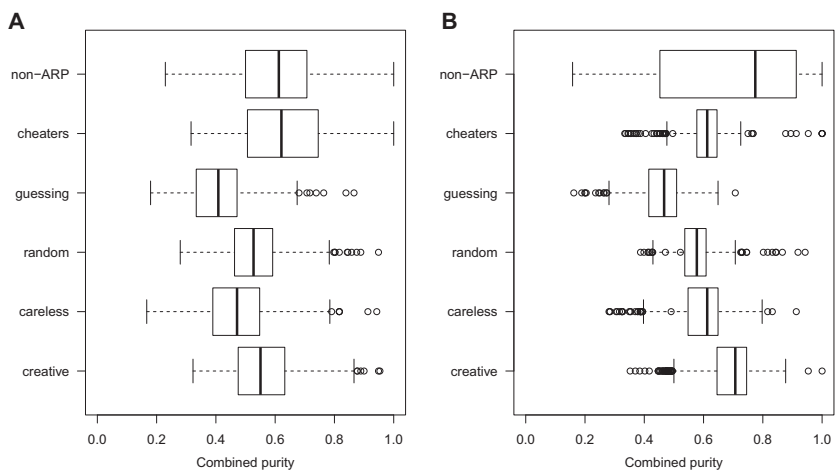 A
non−ARP
cheaters
guessing
random
careless
creative
0.0 0.2 0.4 0.6 0.8 1.0
Combined purity
B
non−ARP
cheaters
guessing
random
careless
creative
0.0 0.2 0.4 0.6 0.8 1.0
Combined purity